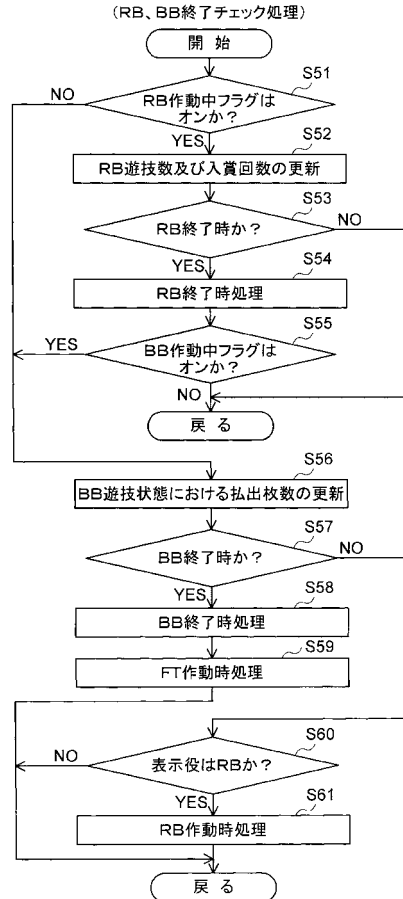 (RB、BB終了チェック処理)
開 始
S51
NO
RB作動中フラグは
オンか？
YES
S52
RB遊技数及び入賞回数の更新
S53
NO
RB終了時か？
YES
S54
RB終了時処理
S55
YES
BB作動中フラグは
オンか？
NO
戻 る
S56
BB遊技状態における払出枚数の更新
S57
BB終了時か？
NO
YES
S58
BB終了時処理
S59
FT作動時処理
S60
NO
表示役はRBか？
YES
S61
RB作動時処理
戻 る